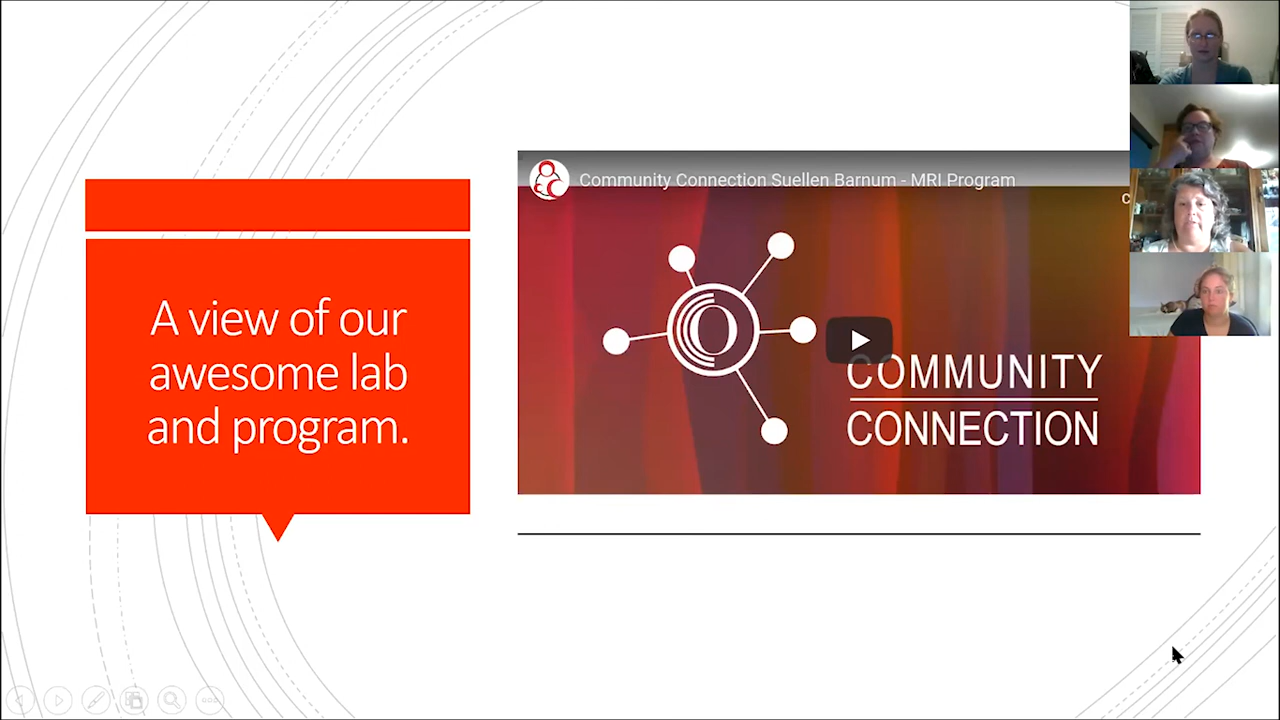 A view of our
awesome lab
and program.
Community Connection Suellen Barnum - MRI Program
COMMUNITY
CONNECTION